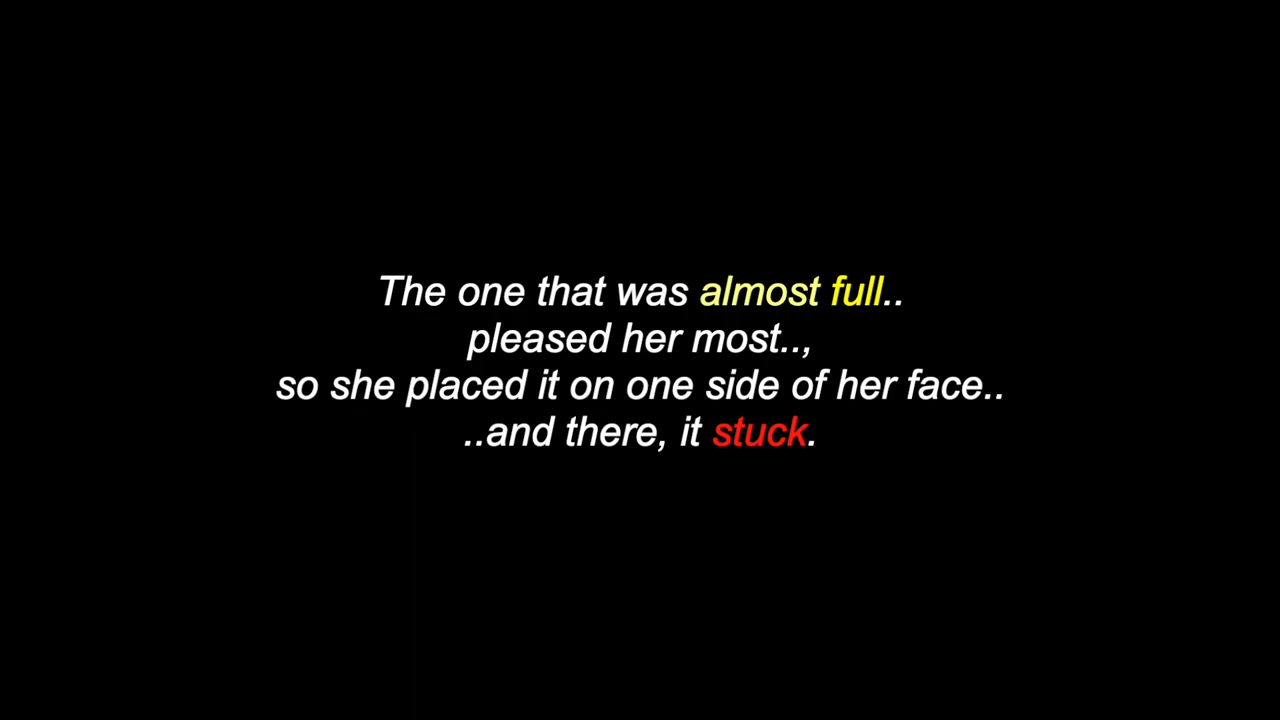 The one that was almost full..
pleased her most..,
so she placed it on one side of her face..
..and there, it stuck.